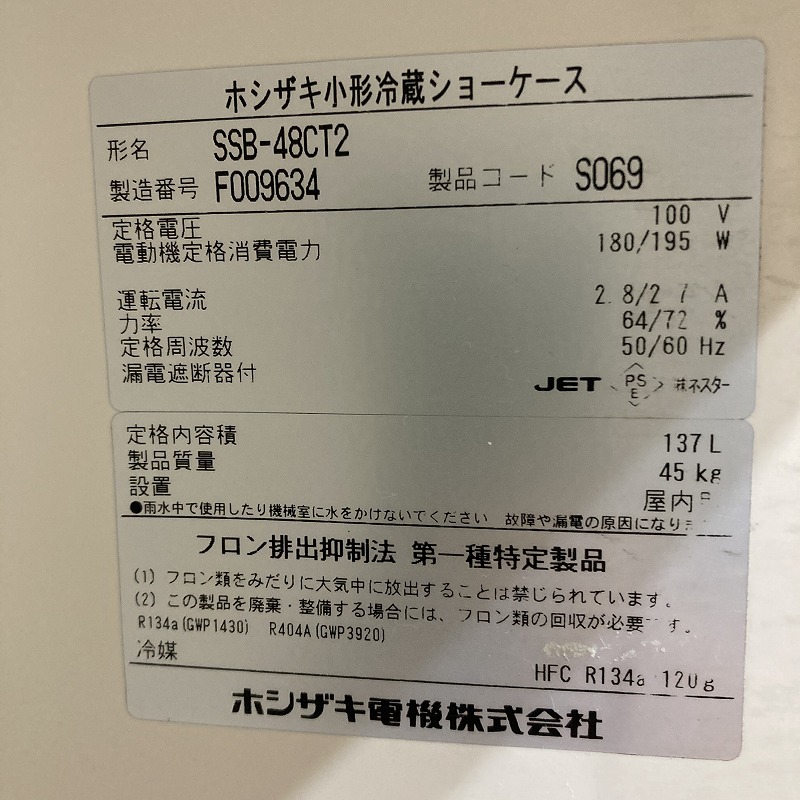 ホシザキ小形冷蔵ショーケース
形名 SSB-48CT2
製造番号 F009634 製品コード S069
定格電圧 100 V
電動機定格消費電力 180/195 W
運転電流 2.8/2 7 A
力率 64/72 %
定格周波数 50/60 Hz
漏電遮断器付 JET PSE ㈱ネスター
定格内容積 137 L
製品質量 45 kg
設置 屋内
●雨水中で使用したり機械室に水をかけないでください 故障や漏電の原因になり
フロン排出抑制法 第一種特定製品
(1) フロン類をみだりに大気中に放出することは禁じられています。
(2) この製品を廃棄・整備する場合には、フロン類の回収が必要です。
R134a(GWP1430) R404A(GWP3920)
冷媒 HFC R134a 120g
ホシザキ電機株式会社